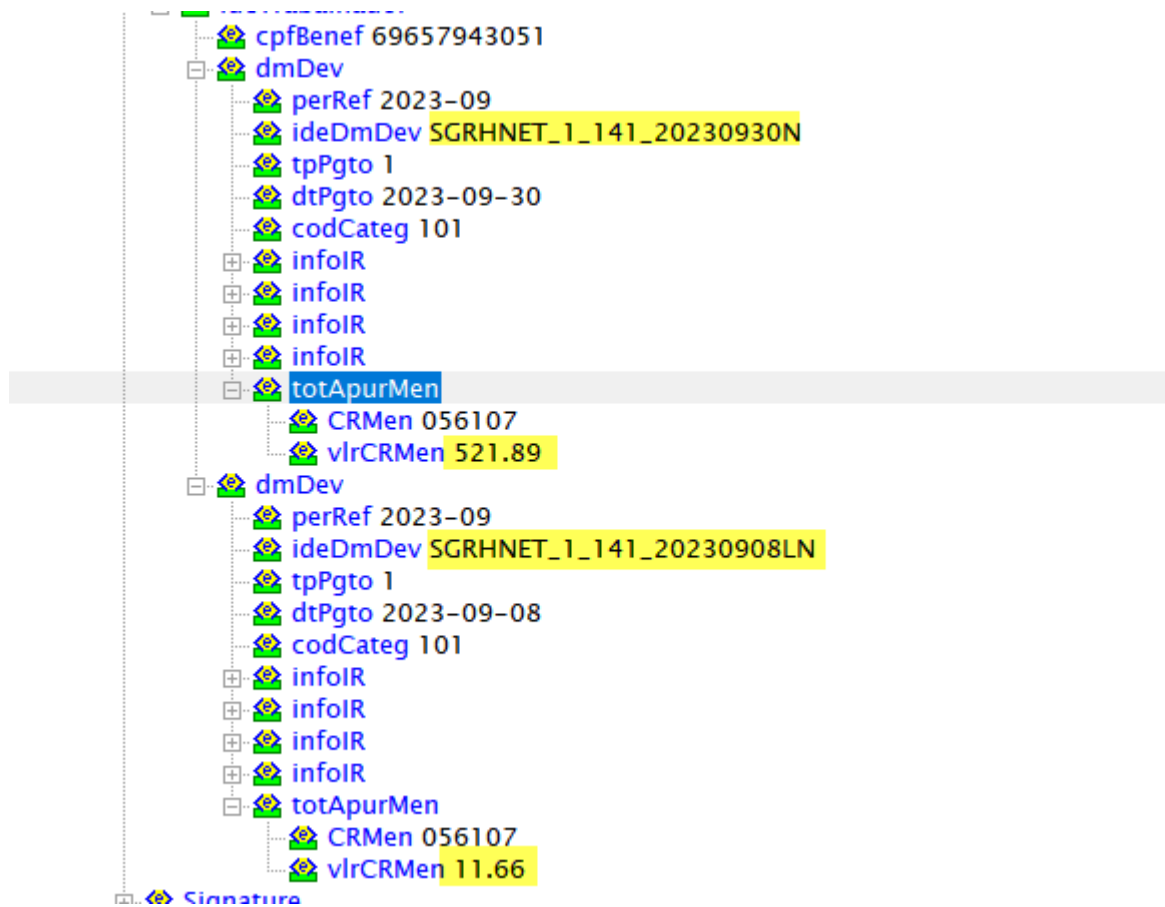 cpfBenef 69657943051
dmDev
perRef 2023-09
ideDmDev SGRHNET_1_141_20230930N
tpPgto 1
dtPgto 2023-09-30
codCateg 101
infoIR
infoIR
infoIR
infoIR
totApurMen
CRMen 056107
vlrCRMen 521.89
dmDev
perRef 2023-09
ideDmDev SGRHNET_1_141_20230908LN
tpPgto 1
dtPgto 2023-09-08
codCateg 101
infoIR
infoIR
infoIR
infoIR
totApurMen
CRMen 056107
vlrCRMen 11.66
Signature